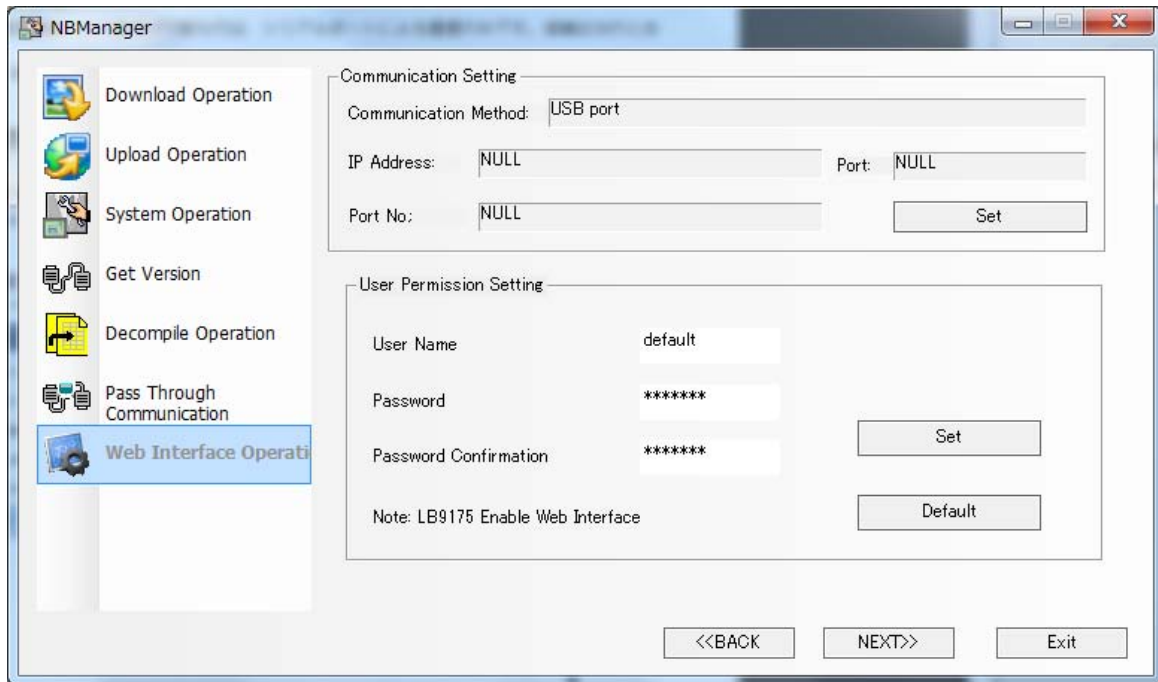 NBManager
Download Operation
Upload Operation
System Operation
Get Version
Decompile Operation
Pass Through
Communication
Web Interface Operati
Communication Setting
Communication Method: USB port
IP Address: NULL Port: NULL
Port No; NULL Set
User Permission Setting
User Name default
Password *******
Password Confirmation *******
Set
Note: LB9175 Enable Web Interface Default
<<BACK NEXT>> Exit